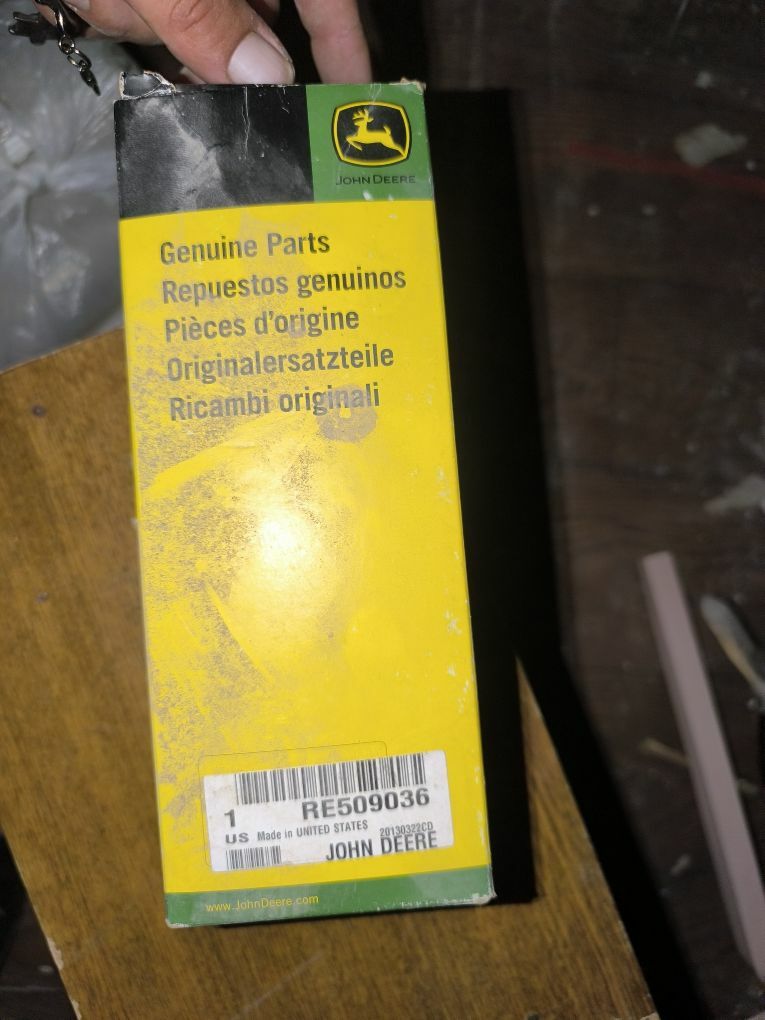 JOHN DEERE
Genuine Parts
Repuestos genuinos
Pièces d'origine
Originalersatzteile
Ricambi originali
1 RE509036
US Made in UNITED STATES 20130322CD
JOHN DEERE
www.JohnDeere.com